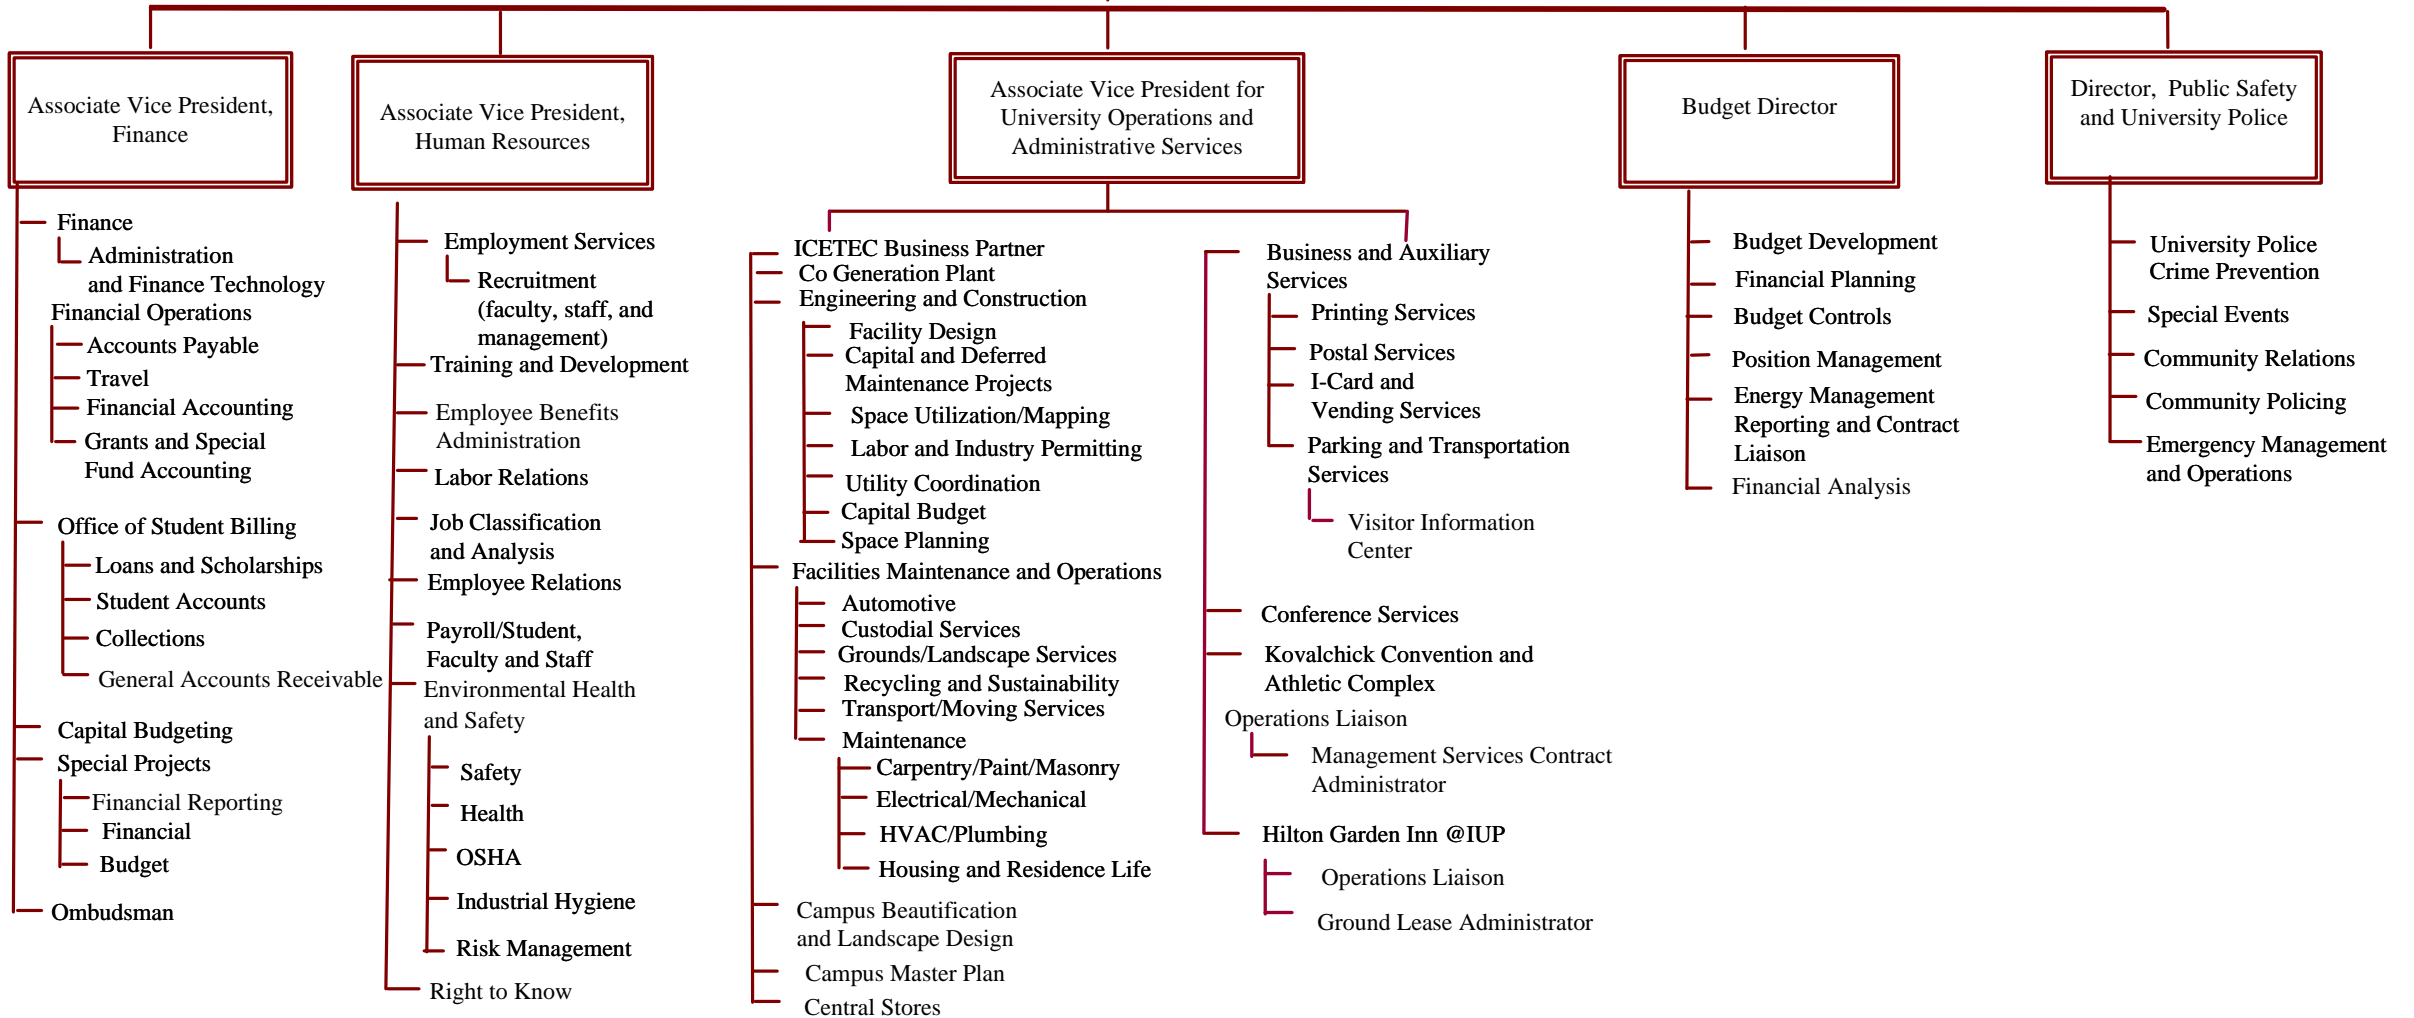 Associate Vice President,
Finance
Finance
Administration
and Finance Technology
Financial Operations
Accounts Payable
Travel
Financial Accounting
Grants and Special
Fund Accounting
Office of Student Billing
Loans and Scholarships
Student Accounts
Collections
General Accounts Receivable
Capital Budgeting
Special Projects
Financial Reporting
Financial
Budget
Ombudsman
Associate Vice President,
Human Resources
Employment Services
Recruitment
(faculty, staff, and
management)
Training and Development
Employee Benefits
Administration
Labor Relations
Job Classification
and Analysis
Employee Relations
Payroll/Student,
Faculty and Staff
Environmental Health
and Safety
Safety
Health
OSHA
Industrial Hygiene
Risk Management
Right to Know
Associate Vice President for
University Operations and
Administrative Services
ICETEC Business Partner
Co Generation Plant
Engineering and Construction
Facility Design
Capital and Deferred
Maintenance Projects
Space Utilization/Mapping
Labor and Industry Permitting
Utility Coordination
Capital Budget
Space Planning
Facilities Maintenance and Operations
Automotive
Custodial Services
Grounds/Landscape Services
Recycling and Sustainability
Transport/Moving Services
Maintenance
Carpentry/Paint/Masonry
Electrical/Mechanical
HVAC/Plumbing
Housing and Residence Life
Campus Beautification
and Landscape Design
Campus Master Plan
Central Stores
Business and Auxiliary
Services
Printing Services
Postal Services
I-Card and
Vending Services
Parking and Transportation
Services
Visitor Information
Center
Conference Services
Kovalchick Convention and
Athletic Complex
Operations Liaison
Management Services Contract
Administrator
Hilton Garden Inn @IUP
Operations Liaison
Ground Lease Administrator
Budget Director
Budget Development
Financial Planning
Budget Controls
Position Management
Energy Management
Reporting and Contract
Liaison
Financial Analysis
Director,  Public Safety
and University Police
University Police
Crime Prevention
Special Events
Community Relations
Community Policing
Emergency Management
and Operations